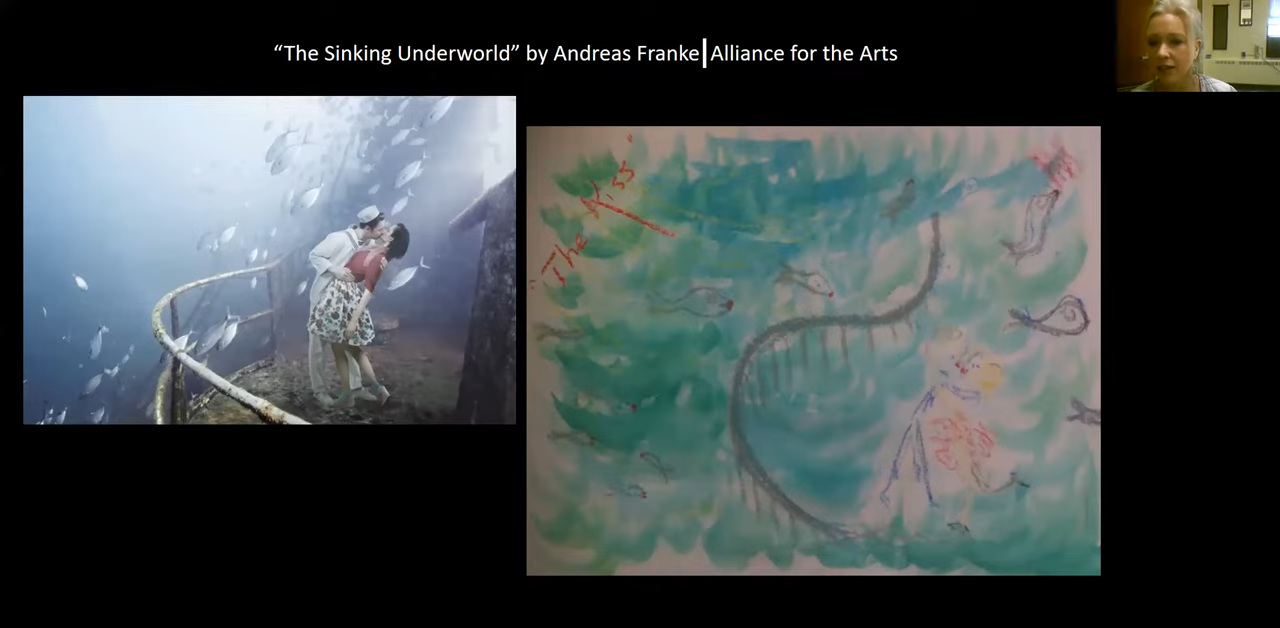 “The Sinking Underworld” by Andreas Franke|Alliance for the Arts
"The Kiss"